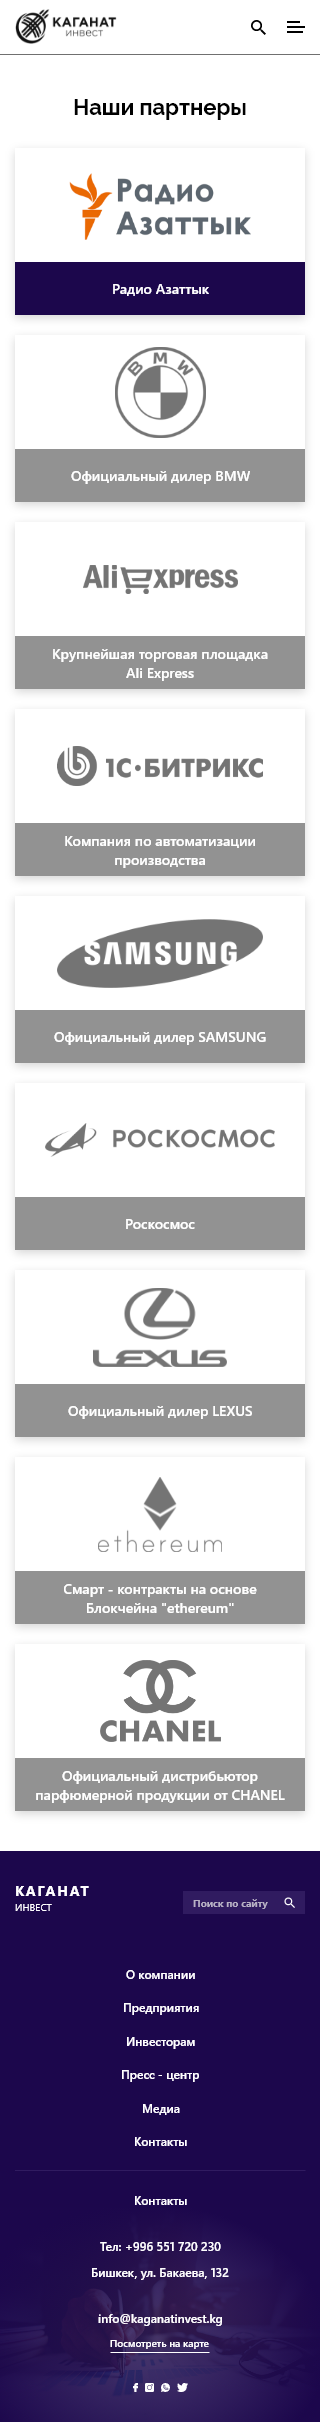 КАГАНАТ
ИНВЕСТ
Наши партнеры
Радио
Азаттык
Радио Азаттык
BMW
Официальный дилер BMW
AliExpress
Крупнейшая торговая площадка
Ali Express
1С·БИТРИКС
Компания по автоматизации
производства
SAMSUNG
Официальный дилер SAMSUNG
РОСКОСМОС
Роскосмос
LEXUS
Официальный дилер LEXUS
ethereum
Смарт - контракты на основе
Блокчейна "ethereum"
CHANEL
Официальный дистрибьютор
парфюмерной продукции от CHANEL
КАГАНАТ
ИНВЕСТ
Поиск по сайту
О компании
Предприятия
Инвесторам
Пресс - центр
Медиа
Контакты
Контакты
Тел: +996 551 720 230
Бишкек, ул. Бакаева, 132
info@kaganatinvest.kg
Посмотреть на карте